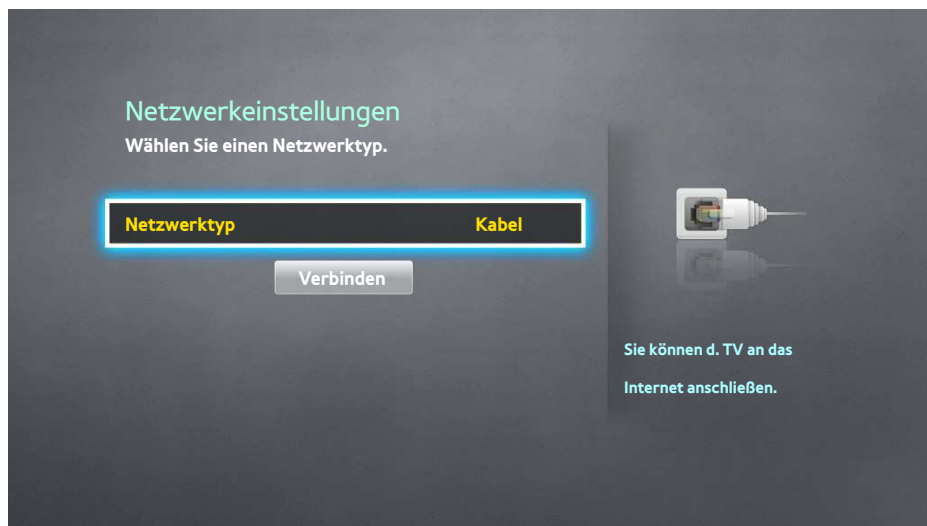 Netzwerkeinstellungen
Wählen Sie einen Netzwerktyp.
Netzwerktyp Kabel
Verbinden
Sie können d. TV an das
Internet anschließen.